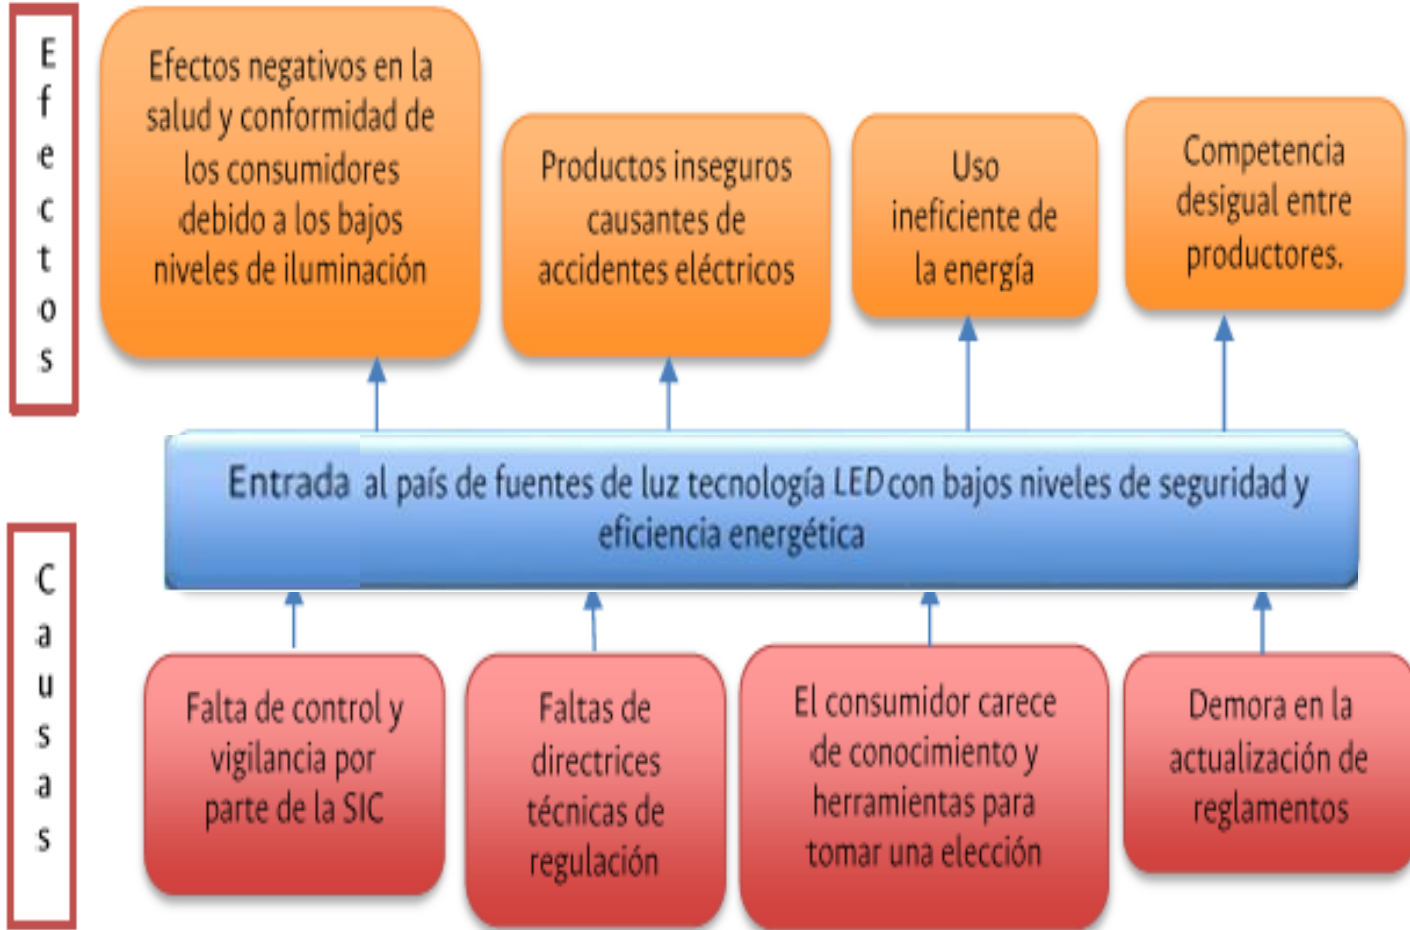 Efectos
Efectos negativos en la
salud y conformidad de
los consumidores
debido a los bajos
niveles de iluminación
Productos inseguros
causantes de
accidentes eléctricos
Uso
ineficiente de
la energía
Competencia
desigual entre
productores.
Entrada al país de fuentes de luz tecnología LED con bajos niveles de seguridad y
eficiencia energética
Causas
Falta de control y
vigilancia por
parte de la SIC
Faltas de
directrices
técnicas de
regulación
El consumidor carece
de conocimiento y
herramientas para
tomar una elección
Demora en la
actualización de
reglamentos